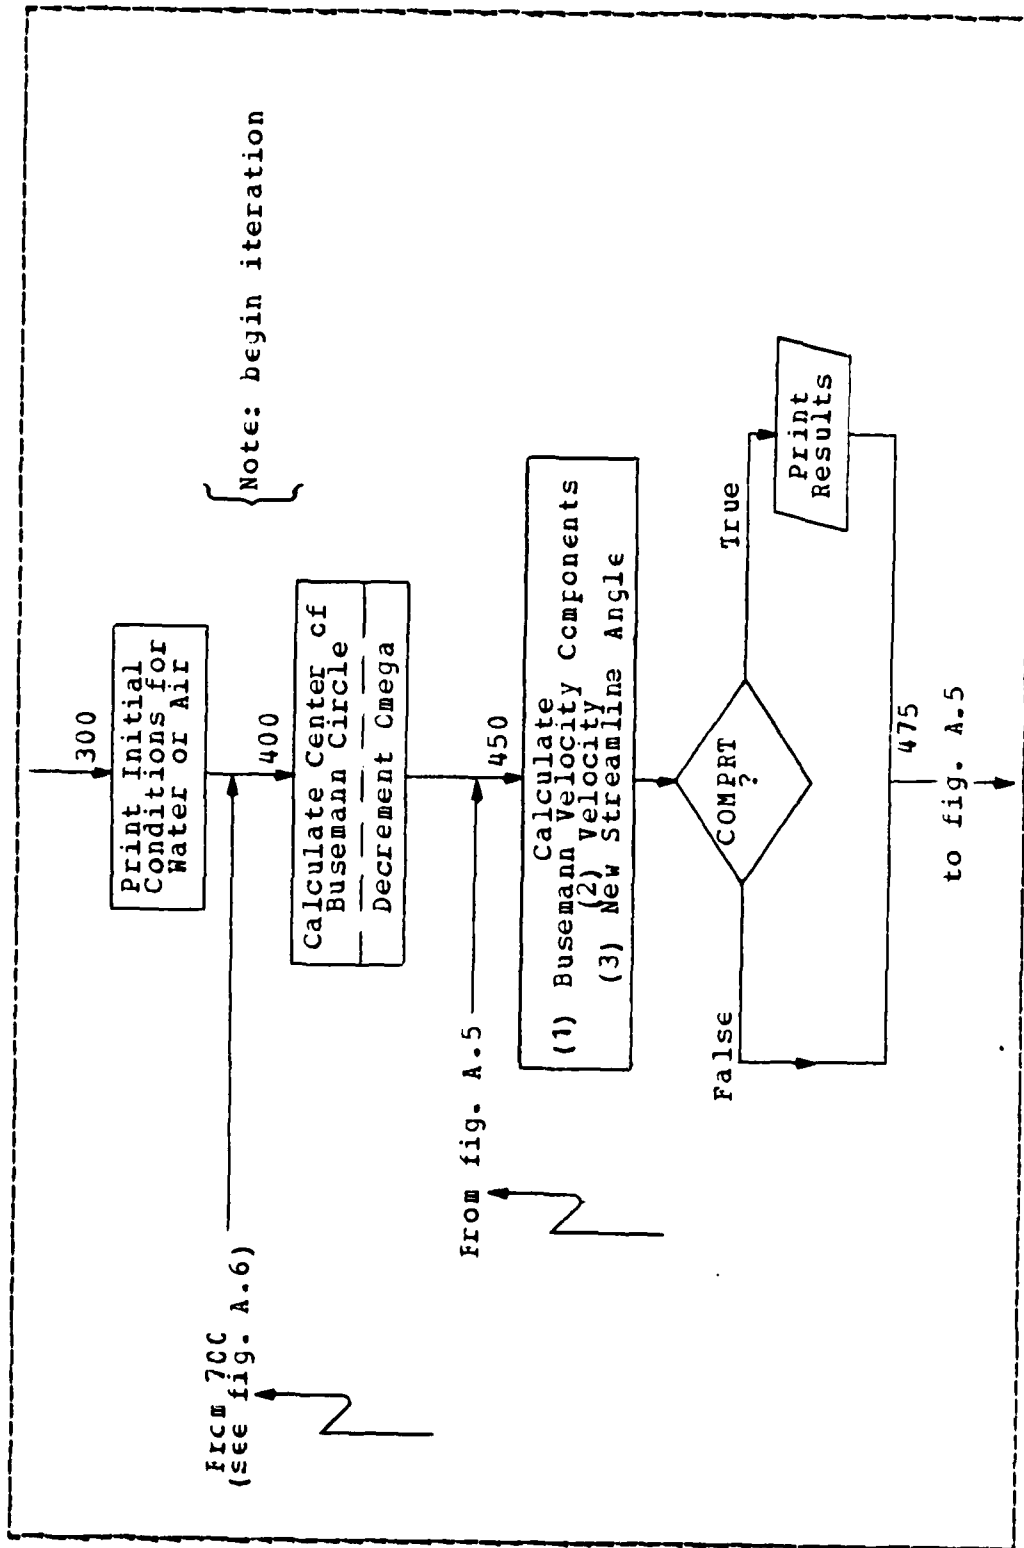 300
Print Initial
Conditions for
Water or Air
From 700
(see fig. A.6)
{Note: begin iteration
400
Calculate Center of
Busemann Circle
Decrement Omega
From fig. A.5
450
Calculate
(1) Busemann Velocity Components
(2) Velocity
(3) New Streamline Angle
COMPRT
?
False
True
Print
Results
475
to fig. A.5